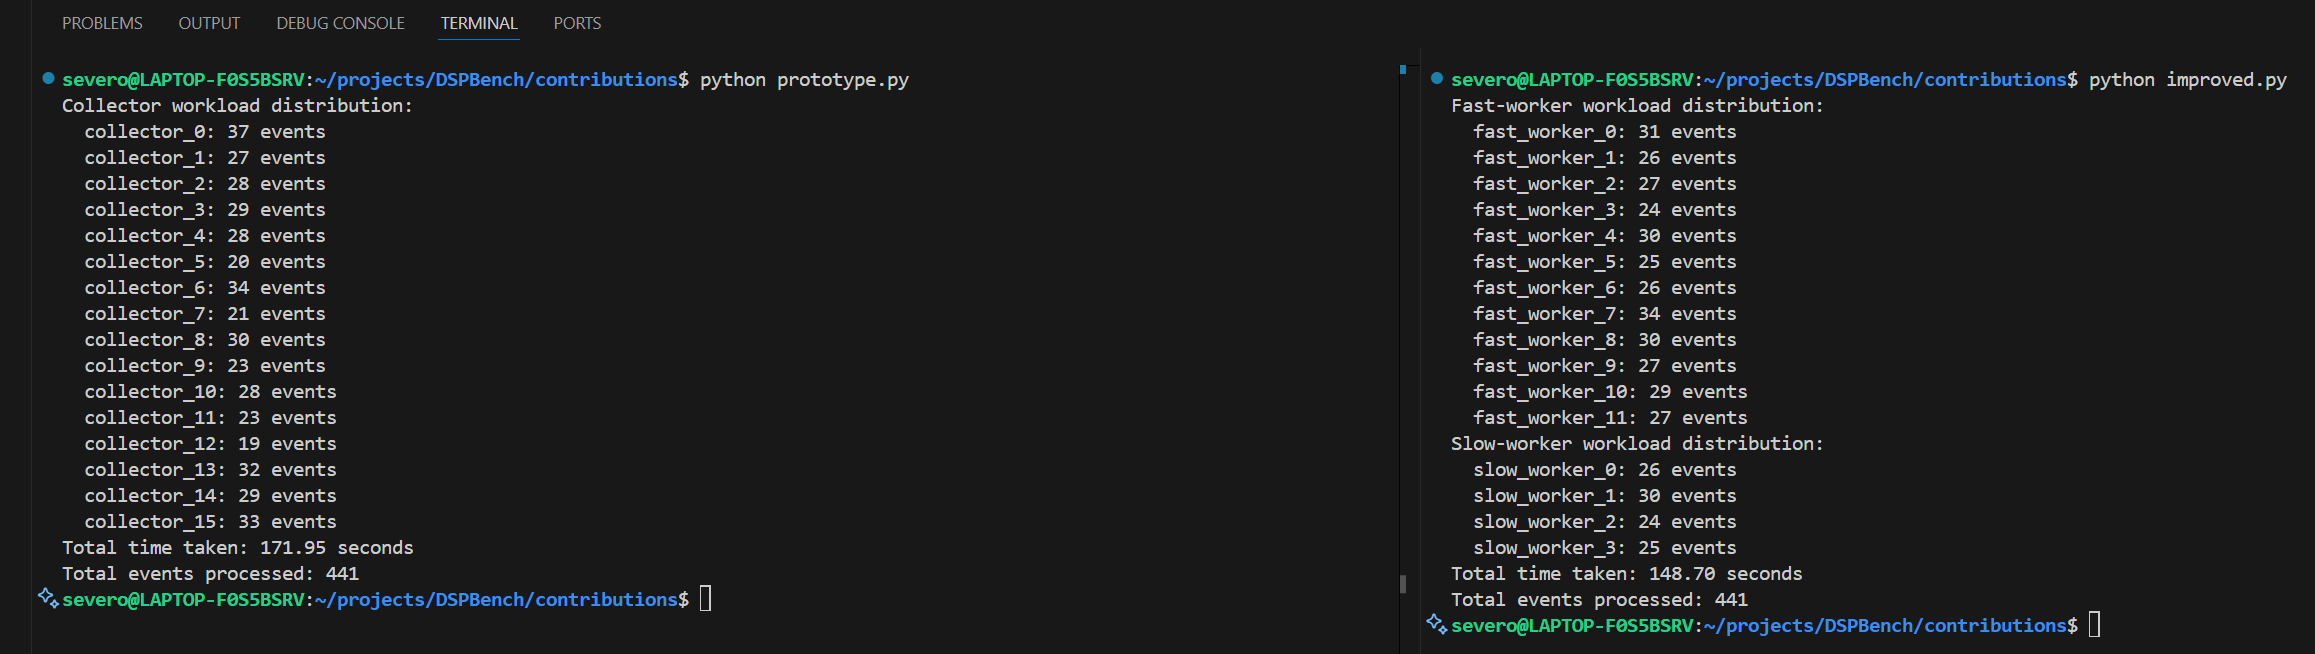 PROBLEMS OUTPUT DEBUG CONSOLE TERMINAL PORTS
severo@LAPTOP-F0S5BSRV:~/projects/DSPBench/contributions$ python prototype.py
Collector workload distribution:
  collector_0: 37 events
  collector_1: 27 events
  collector_2: 28 events
  collector_3: 29 events
  collector_4: 28 events
  collector_5: 20 events
  collector_6: 34 events
  collector_7: 21 events
  collector_8: 30 events
  collector_9: 23 events
  collector_10: 28 events
  collector_11: 23 events
  collector_12: 19 events
  collector_13: 32 events
  collector_14: 29 events
  collector_15: 33 events
Total time taken: 171.95 seconds
Total events processed: 441
severo@LAPTOP-F0S5BSRV:~/projects/DSPBench/contributions$
severo@LAPTOP-F0S5BSRV:~/projects/DSPBench/contributions$ python improved.py
Fast-worker workload distribution:
  fast_worker_0: 31 events
  fast_worker_1: 26 events
  fast_worker_2: 27 events
  fast_worker_3: 24 events
  fast_worker_4: 30 events
  fast_worker_5: 25 events
  fast_worker_6: 26 events
  fast_worker_7: 34 events
  fast_worker_8: 30 events
  fast_worker_9: 27 events
  fast_worker_10: 29 events
  fast_worker_11: 27 events
Slow-worker workload distribution:
  slow_worker_0: 26 events
  slow_worker_1: 30 events
  slow_worker_2: 24 events
  slow_worker_3: 25 events
Total time taken: 148.70 seconds
Total events processed: 441
severo@LAPTOP-F0S5BSRV:~/projects/DSPBench/contributions$